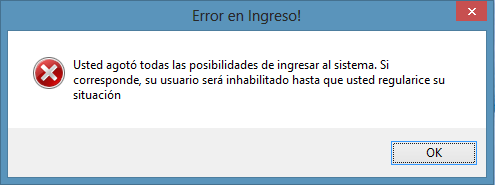 Error en Ingreso!
Usted agotó todas las posibilidades de ingresar al sistema. Si
corresponde, su usuario será inhabilitado hasta que usted regularice su
situación
OK